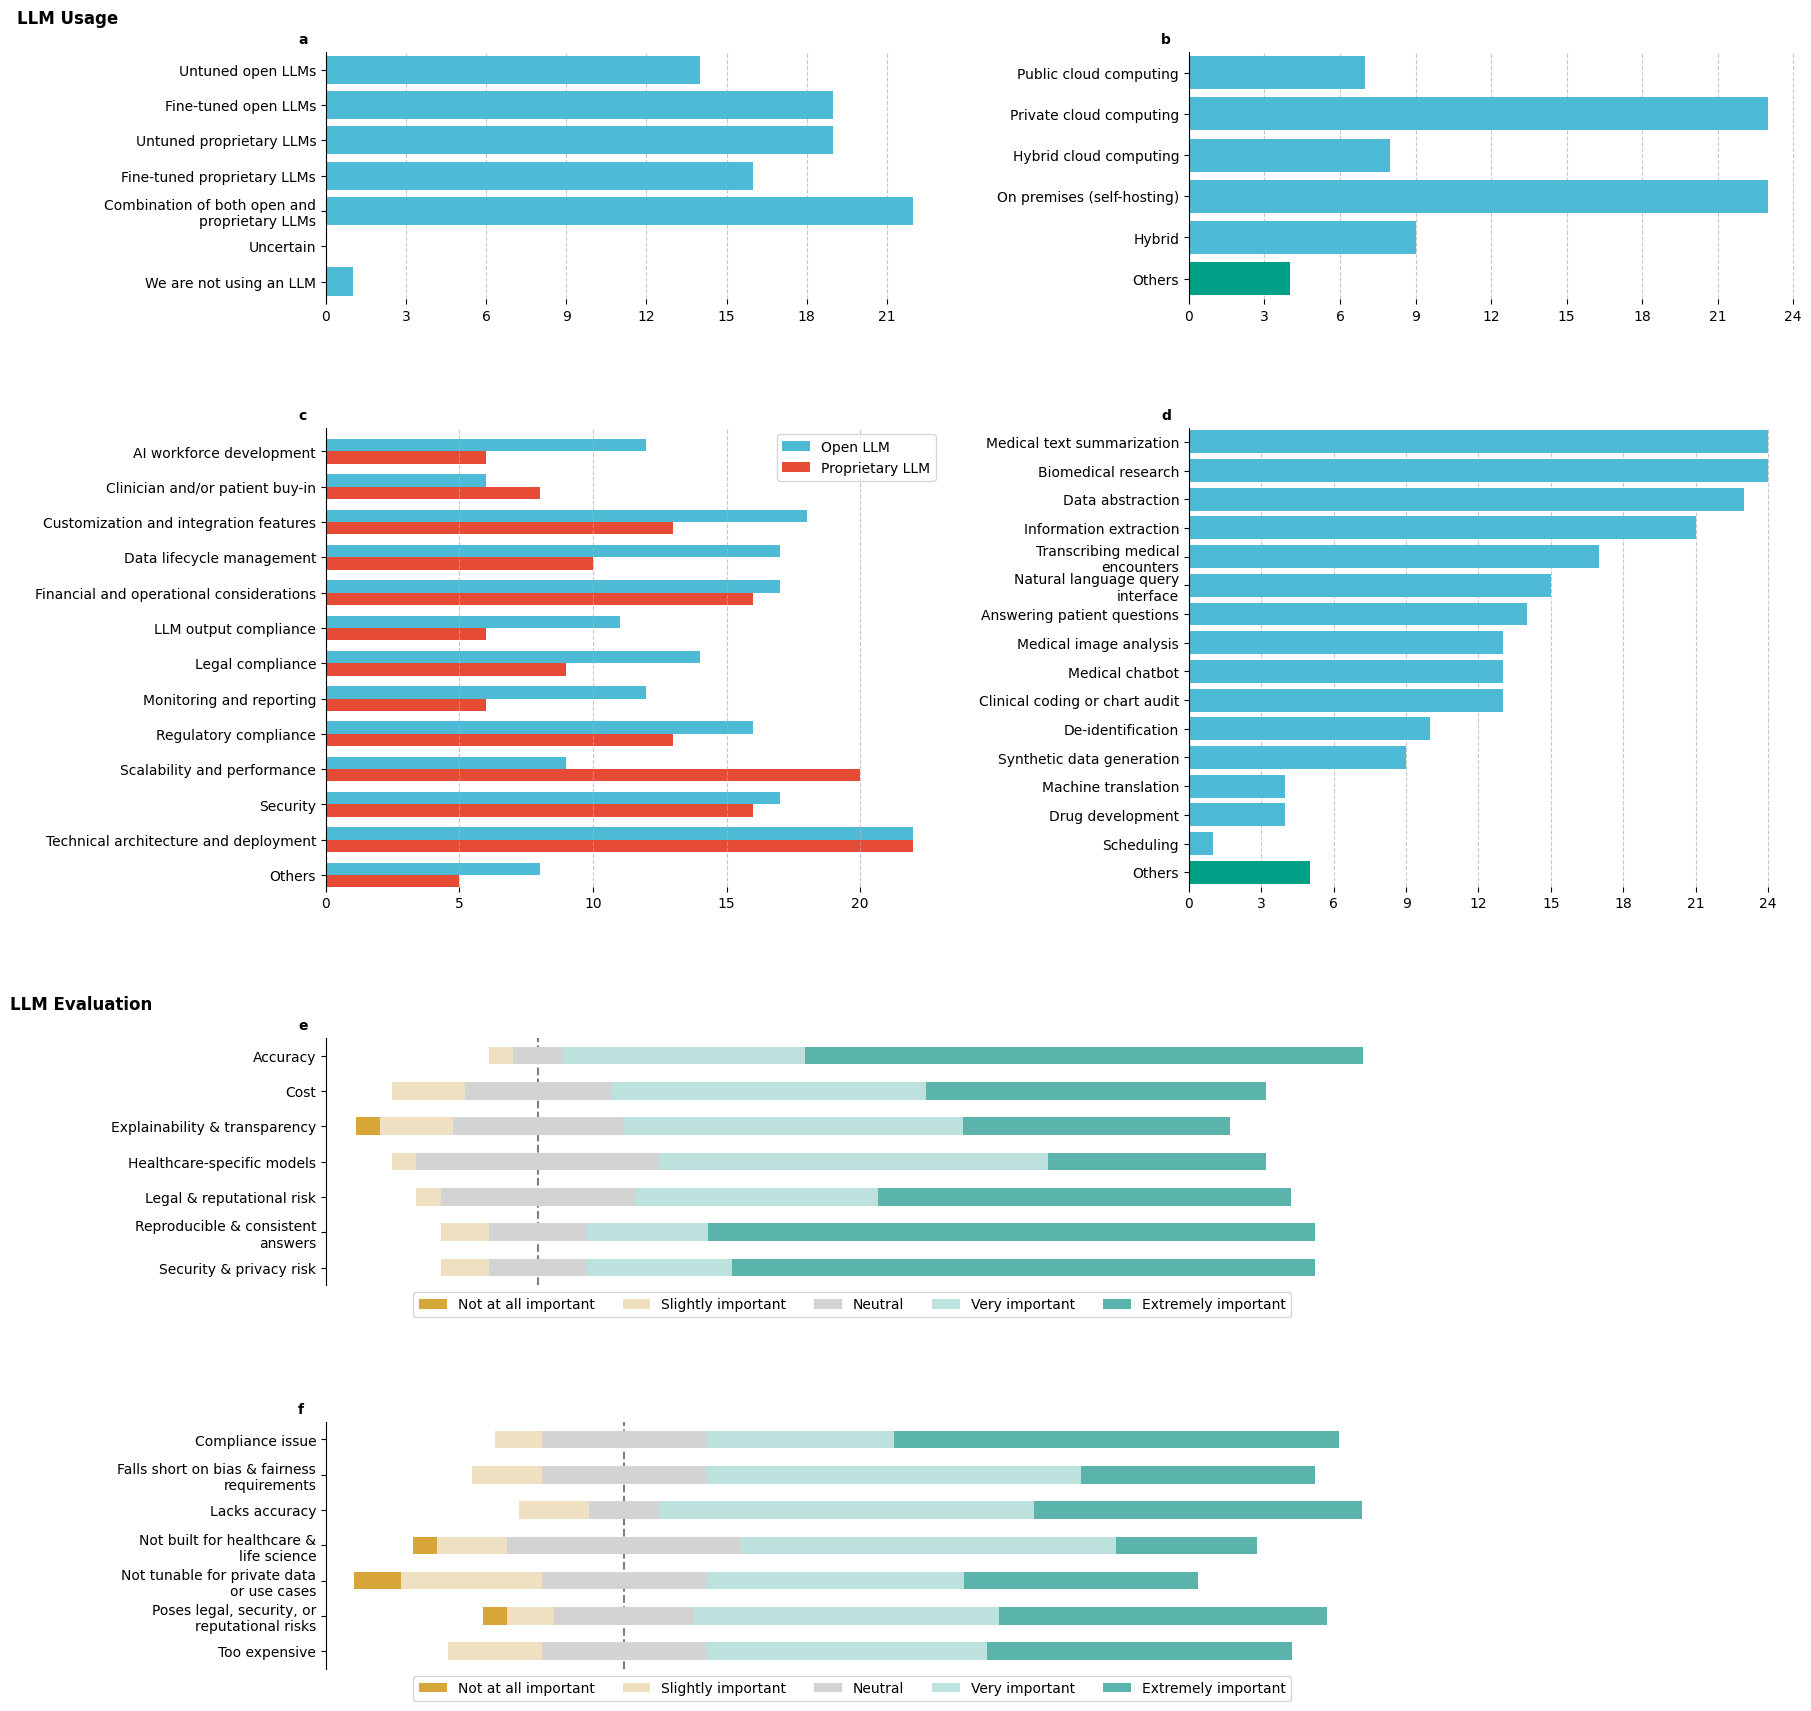 LLM Usage
a
Untuned open LLMs
Fine-tuned open LLMs
Untuned proprietary LLMs
Fine-tuned proprietary LLMs
Combination of both open and
proprietary LLMs
Uncertain
We are not using an LLM
0 3 6 9 12 15 18 21
b
Public cloud computing
Private cloud computing
Hybrid cloud computing
On premises (self-hosting)
Hybrid
Others
0 3 6 9 12 15 18 21 24
c
Open LLM
Proprietary LLM
AI workforce development
Clinician and/or patient buy-in
Customization and integration features
Data lifecycle management
Financial and operational considerations
LLM output compliance
Legal compliance
Monitoring and reporting
Regulatory compliance
Scalability and performance
Security
Technical architecture and deployment
Others
0 5 10 15 20
d
Medical text summarization
Biomedical research
Data abstraction
Information extraction
Transcribing medical
encounters
Natural language query
interface
Answering patient questions
Medical image analysis
Medical chatbot
Clinical coding or chart audit
De-identification
Synthetic data generation
Machine translation
Drug development
Scheduling
Others
0 3 6 9 12 15 18 21 24
LLM Evaluation
e
Accuracy
Cost
Explainability & transparency
Healthcare-specific models
Legal & reputational risk
Reproducible & consistent
answers
Security & privacy risk
Not at all important Slightly important Neutral Very important Extremely important
f
Compliance issue
Falls short on bias & fairness
requirements
Lacks accuracy
Not built for healthcare &
life science
Not tunable for private data
or use cases
Poses legal, security, or
reputational risks
Too expensive
Not at all important Slightly important Neutral Very important Extremely important